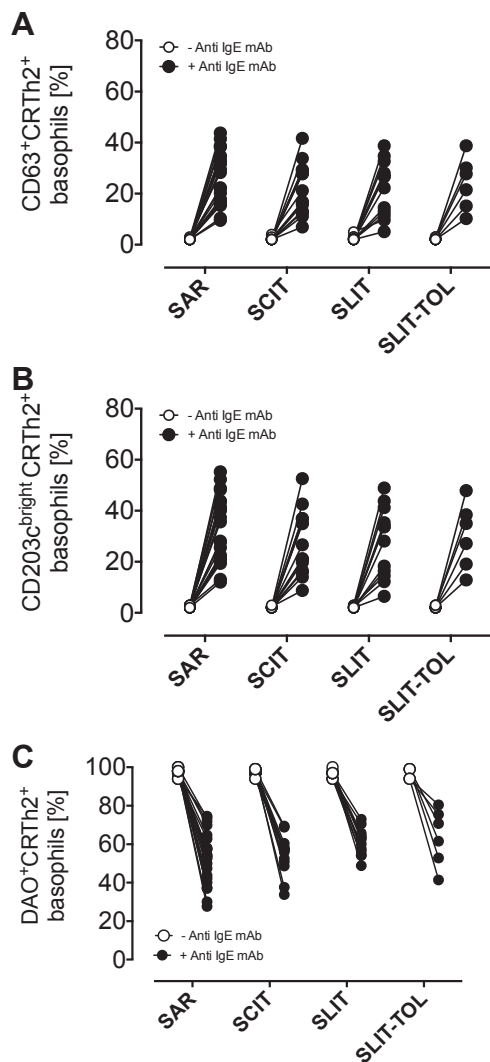 A
80
60
40
20
0
CD63⁺CRTh2⁺
basophils [%]
- Anti IgE mAb
+ Anti IgE mAb
SAR
SCIT
SLIT
SLIT-TOL
B
80
60
40
20
0
CD203cᵇʳⁱᵍʰᵗ CRTh2⁺
basophils [%]
- Anti IgE mAb
+ Anti IgE mAb
SAR
SCIT
SLIT
SLIT-TOL
C
100
80
60
40
20
0
DAO⁺CRTh2⁺
basophils [%]
- Anti IgE mAb
+ Anti IgE mAb
SAR
SCIT
SLIT
SLIT-TOL